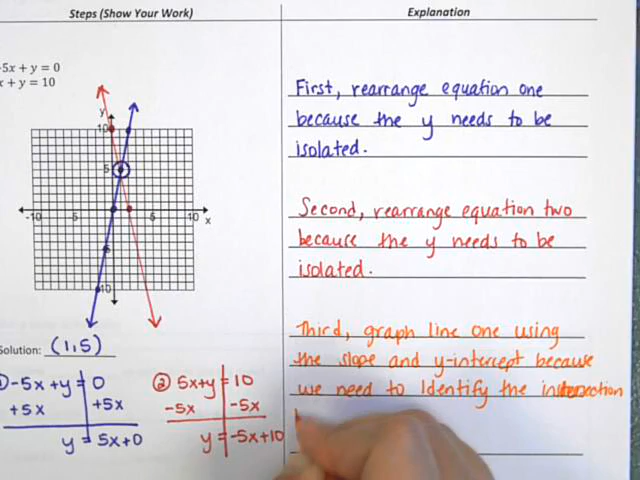 Steps (Show Your Work)
Explanation
-5x + y = 0
x + y = 10
y
10
5
-10
5
5
10
x
10
Solution: (1,5)
① -5x + y = 0
+5x +5x
y = 5x+0
② 5x+y = 10
-5x -5x
y = -5x+10
First, rearrange equation one
because the y needs to be
isolated.
Second, rearrange equation two
because the y needs to be
isolated.
Third, graph line one using
the slope and y-intercept because
we need to identify the